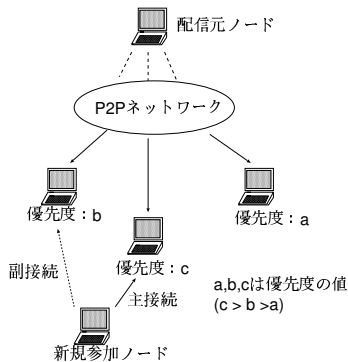 配信元ノード
P2Pネットワーク
優先度：b
優先度：a
優先度：c
副接続
主接続
a,b,cは優先度の値
(c > b >a)
新規参加ノード